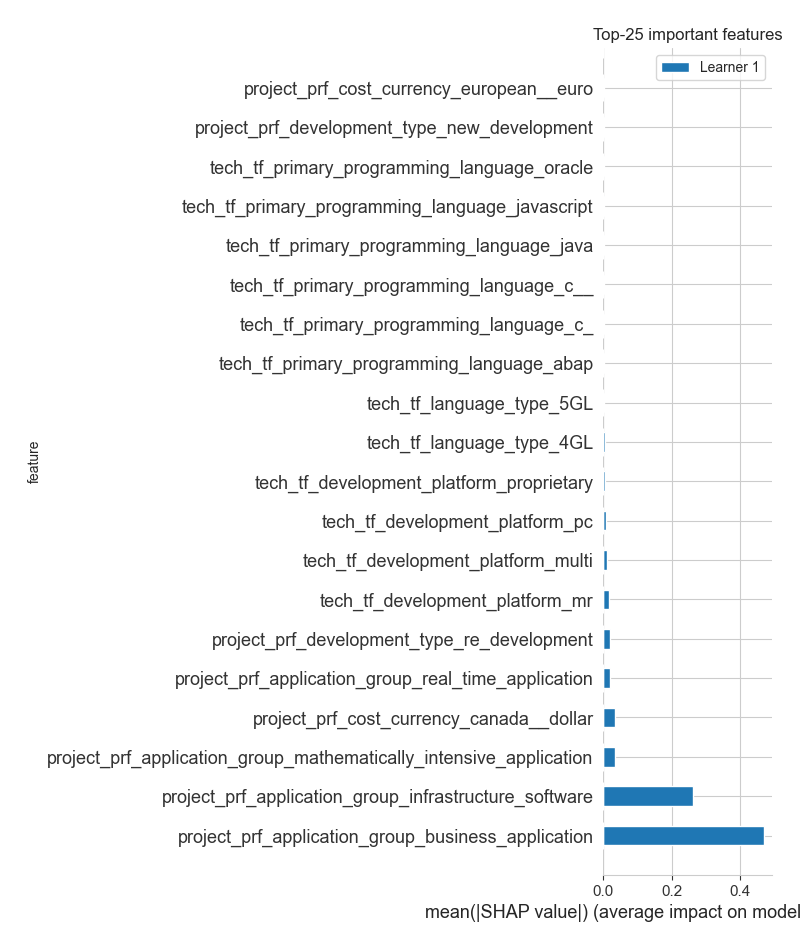 Top-25 important features
Learner 1
project_prf_cost_currency_european__euro
project_prf_development_type_new_development
tech_tf_primary_programming_language_oracle
tech_tf_primary_programming_language_javascript
tech_tf_primary_programming_language_java
tech_tf_primary_programming_language_c__
tech_tf_primary_programming_language_c_
tech_tf_primary_programming_language_abap
tech_tf_language_type_5GL
tech_tf_language_type_4GL
tech_tf_development_platform_proprietary
tech_tf_development_platform_pc
tech_tf_development_platform_multi
tech_tf_development_platform_mr
project_prf_development_type_re_development
project_prf_application_group_real_time_application
project_prf_cost_currency_canada__dollar
project_prf_application_group_mathematically_intensive_application
project_prf_application_group_infrastructure_software
project_prf_application_group_business_application
feature
0.0 0.2 0.4
mean(|SHAP value|) (average impact on model